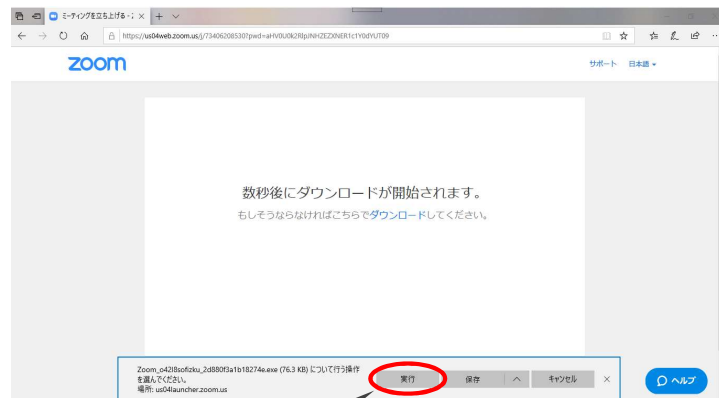 ミーティングを立ち上げる - Z
https://us04web.zoom.us/j/73406208530?pwd=aHV0U0k2RlpJNHZEZXNER1c1Y0dYUT09
zoom
サポート 日本語
数秒後にダウンロードが開始されます。
もしそうならなければこちらでダウンロードしてください。
Zoom_o42l8sofizku_2d880f3a1b18274e.exe (76.3 KB) について行う操作
を選んでください。
場所: us04launcher.zoom.us
実行 保存 キャンセル
ヘルプ